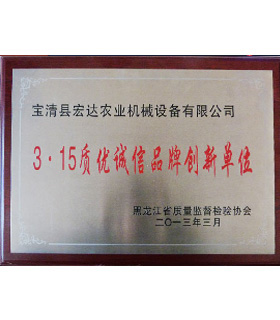 宝清县宏达农业机械设备有限公司
3·15质优诚信品牌创新单位
黑龙江省质量监督检验协会
二〇一三年三月